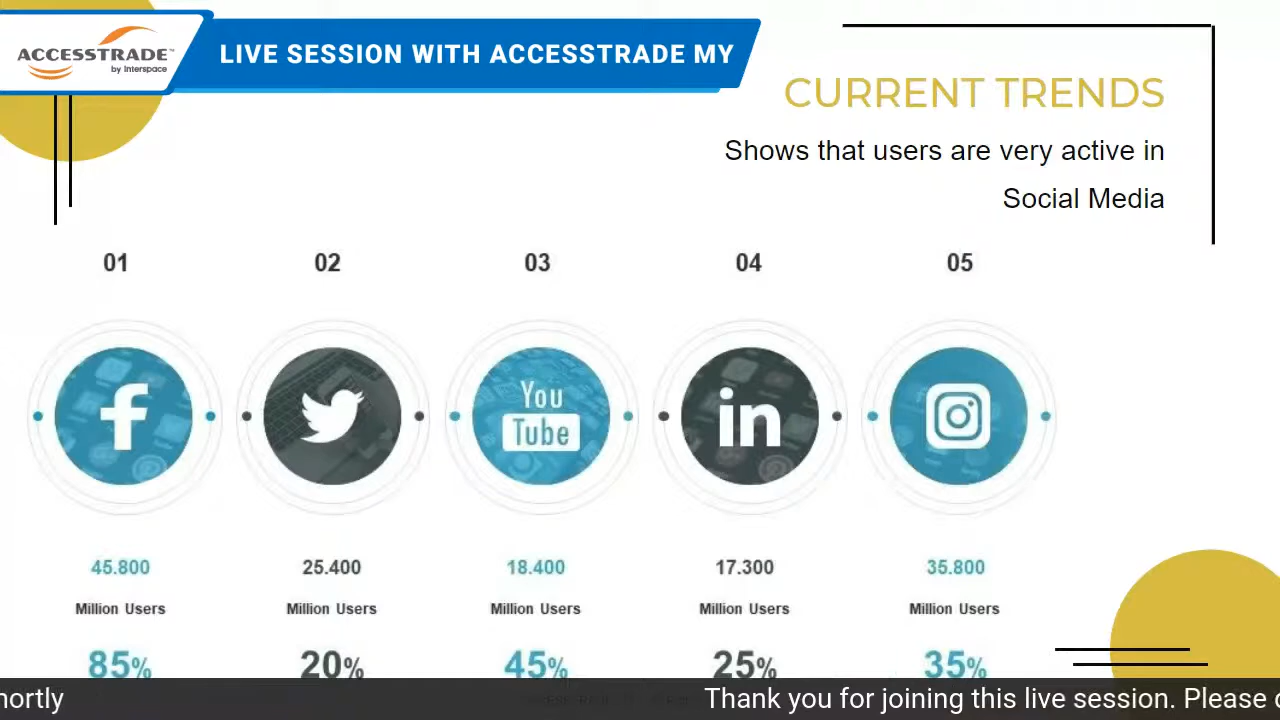 ACCESSTRADE™
by Interspace
LIVE SESSION WITH ACCESSTRADE MY
CURRENT TRENDS
Shows that users are very active in
Social Media
01 02 03 04 05
f You Tube in
45.800 25.400 18.400 17.300 35.800
Million Users Million Users Million Users Million Users Million Users
85% 20% 45% 25% 35%
hortly Thank you for joining this live session. Please